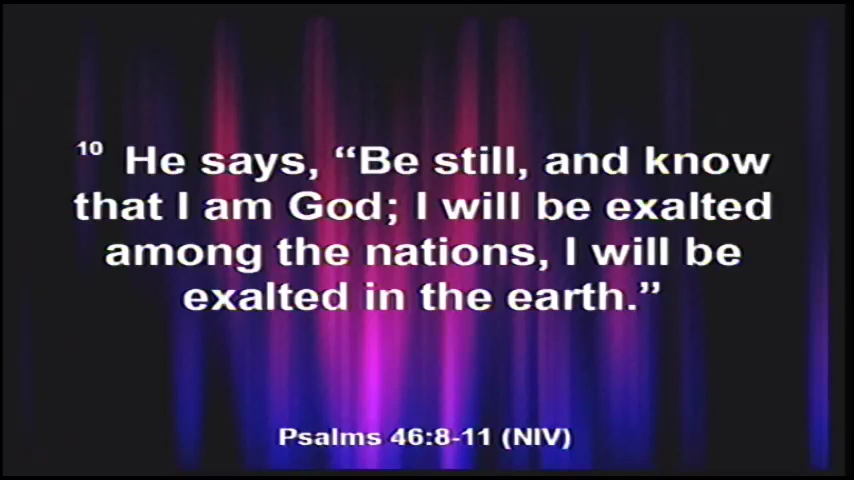 10 He says, “Be still, and know
that I am God; I will be exalted
among the nations, I will be
exalted in the earth.”
Psalms 46:8-11 (NIV)